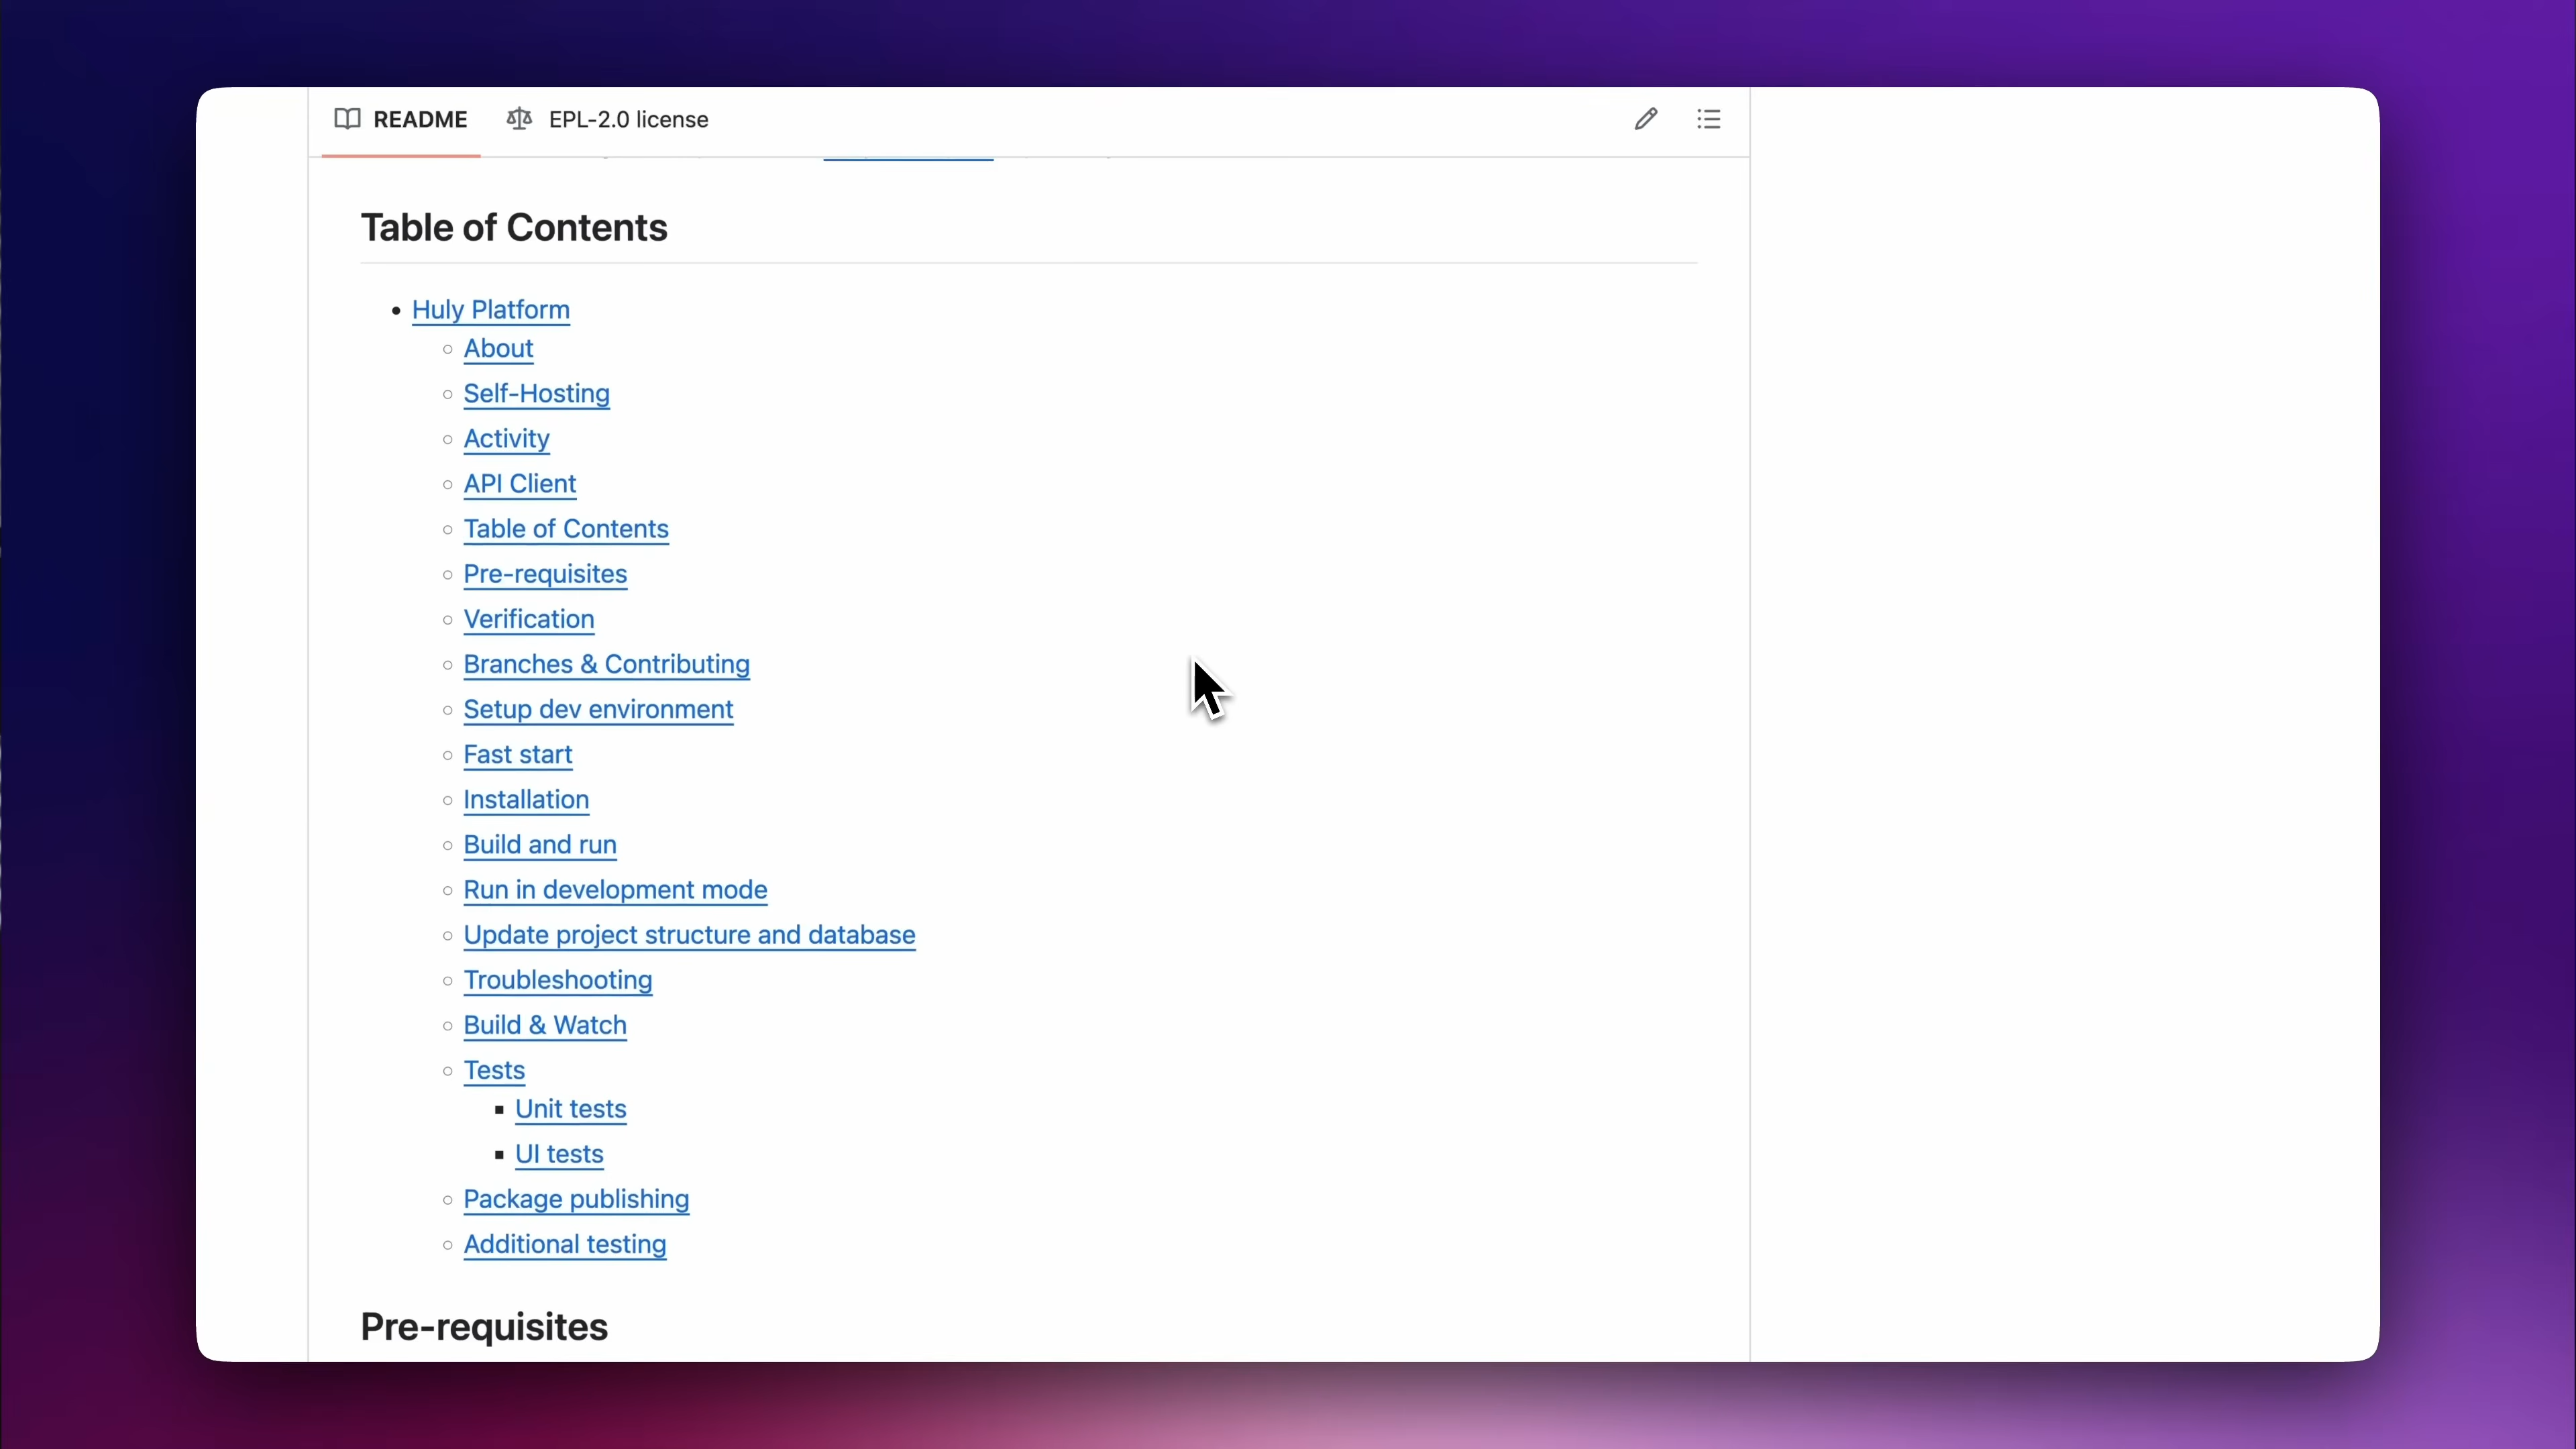 README
EPL-2.0 license
Table of Contents
Huly Platform
About
Self-Hosting
Activity
API Client
Table of Contents
Pre-requisites
Verification
Branches & Contributing
Setup dev environment
Fast start
Installation
Build and run
Run in development mode
Update project structure and database
Troubleshooting
Build & Watch
Tests
Unit tests
UI tests
Package publishing
Additional testing
Pre-requisites